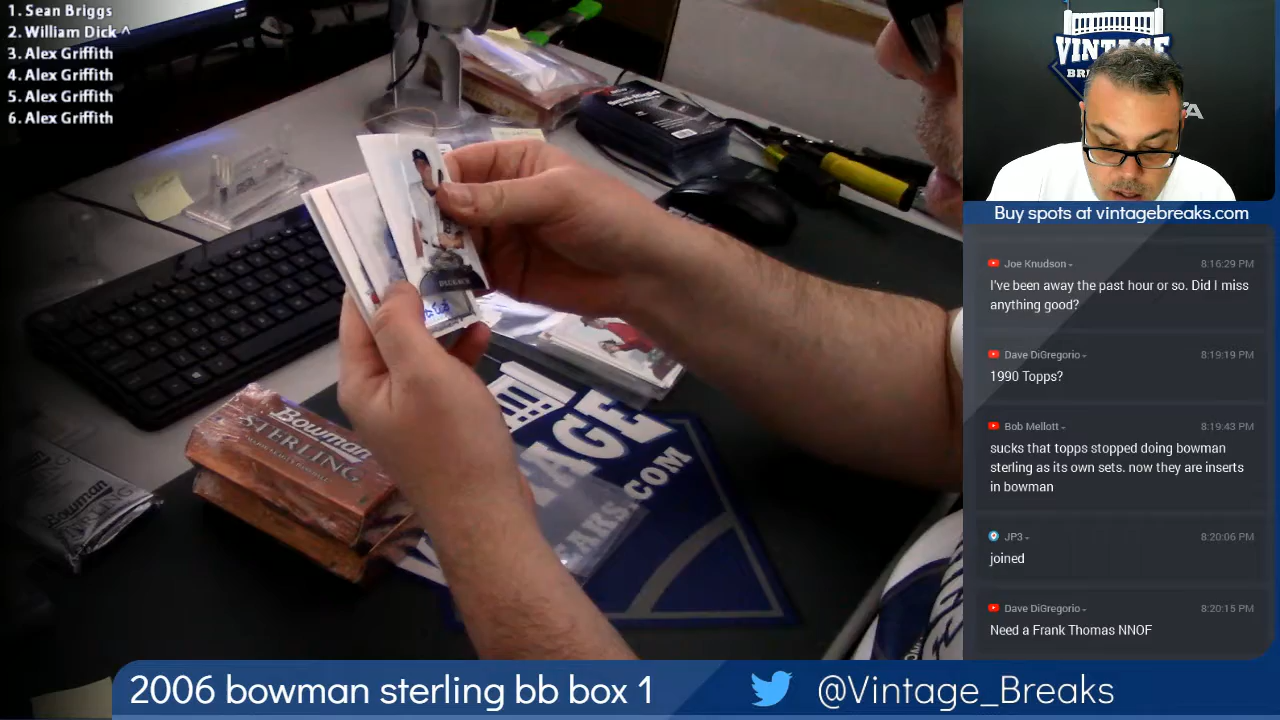 1. Sean Briggs
2. William Dick ^
3. Alex Griffith
4. Alex Griffith
5. Alex Griffith
6. Alex Griffith
VINTAGE
Buy spots at vintagebreaks.com
Joe Knudson 8:16:29 PM
I've been away the past hour or so. Did I miss
anything good?
Dave DiGregorio 8:19:19 PM
1990 Topps?
Bob Mellott 8:19:43 PM
sucks that topps stopped doing bowman
sterling as its own sets. now they are inserts
in bowman
JP3 8:20:06 PM
joined
Dave DiGregorio 8:20:15 PM
Need a Frank Thomas NNOF
Bowman
STERLING
Bowman
STERLING
.COM
2006 bowman sterling bb box 1
@Vintage_Breaks